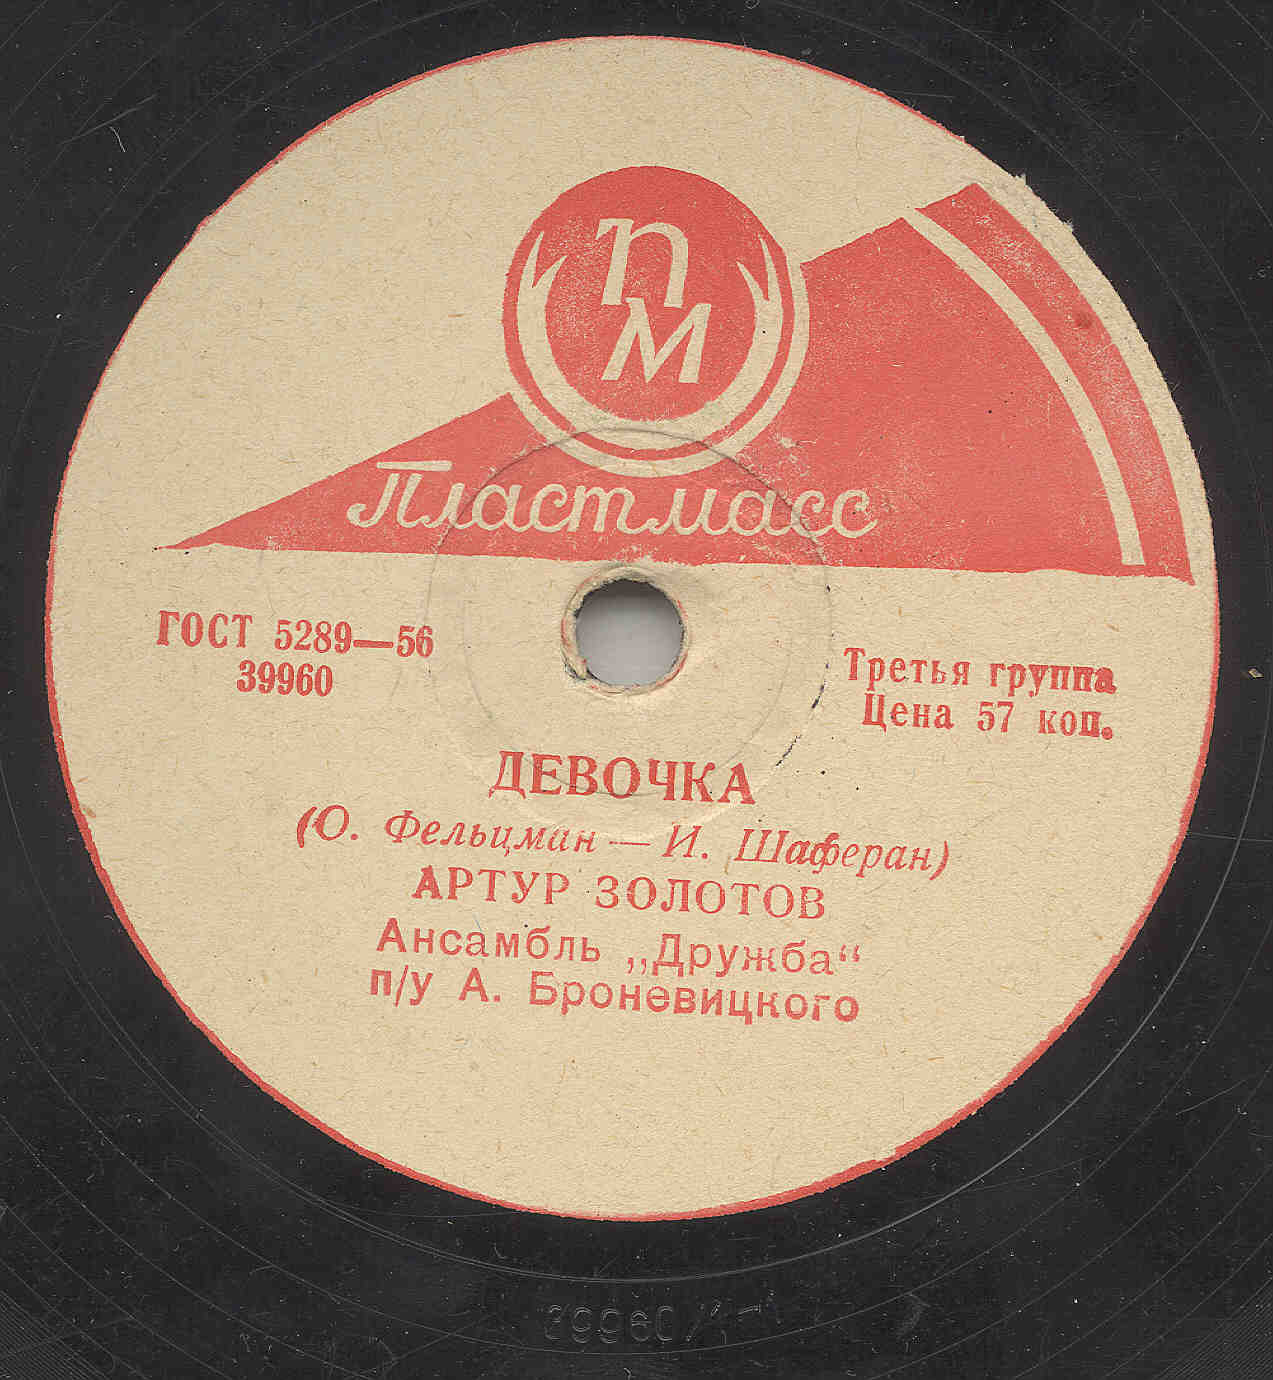 ПМ
Пластмасс
ГОСТ 5289—56
39960
Третья группа
Цена 57 коп.
ДЕВОЧКА
(О. Фельцман — И. Шаферан)
АРТУР ЗОЛОТОВ
Ансамбль „Дружба“
п/у А. Броневицкого
39960/